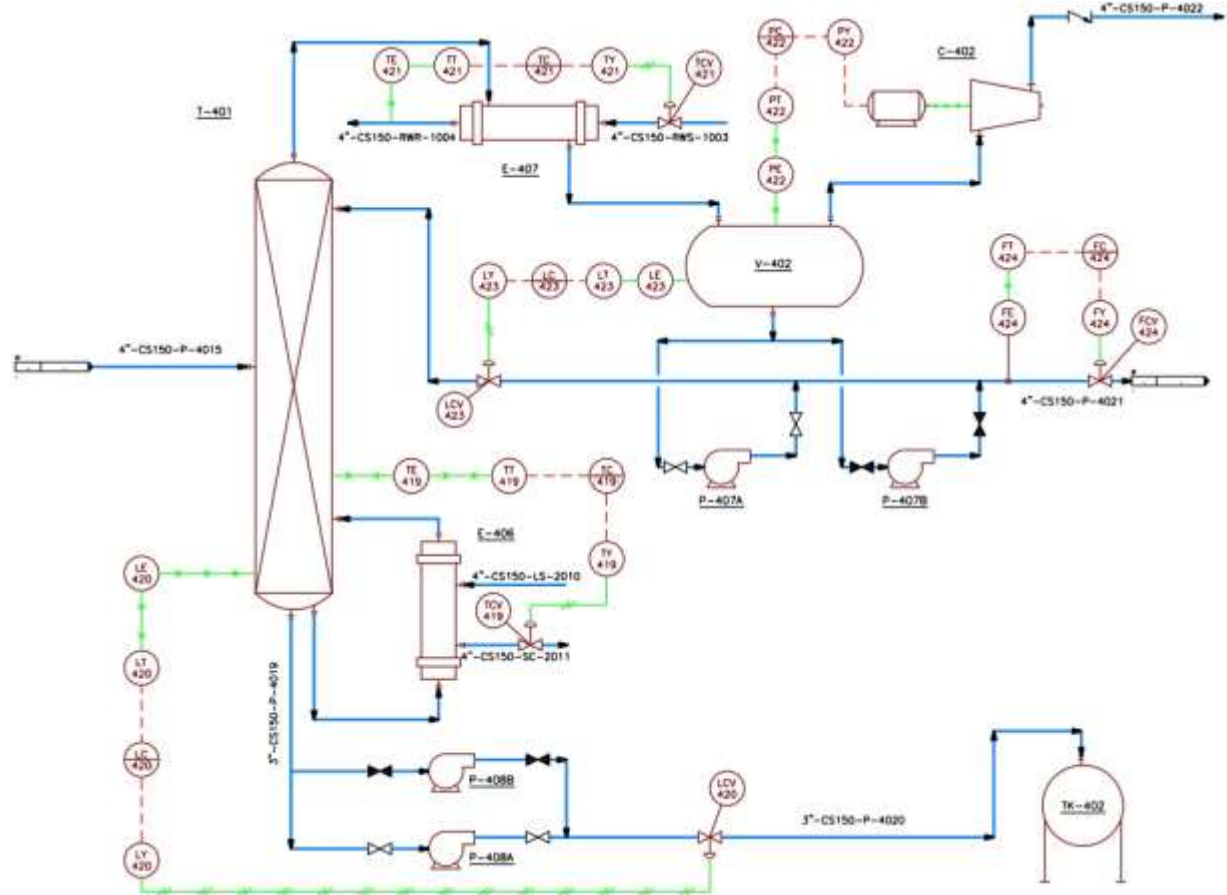 4"-CS150-P-4022
PC
422
PY
422
C-402
TE
421
TT
421
TC
421
TY
421
TCV
421
PT
422
T-401
4"-CS150-RWR-1004
4"-CS150-RWS-1003
E-407
PE
422
V-402
LY
423
LC
423
LT
423
LE
423
FT
424
FC
424
FE
424
FY
424
FCV
424
4"-CS150-P-4015
LCV
423
4"-CS150-P-4021
TE
419
TT
419
TC
419
P-407A
P-407B
E-406
TY
419
LE
420
4"-CS150-LS-2010
TCV
419
4"-CS150-SC-2011
LT
420
3"-CS150-P-4019
LC
420
P-408B
LCV
420
3"-CS150-P-4020
TK-402
LY
420
P-408A